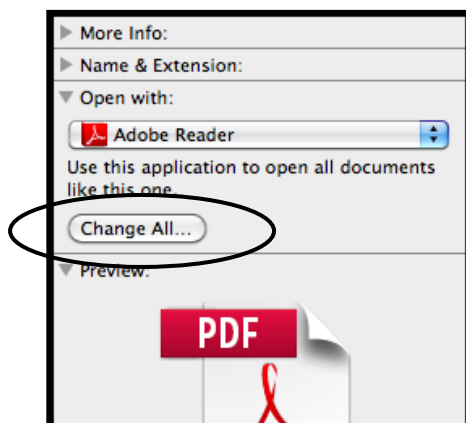 More Info:
Name & Extension:
Open with:
Adobe Reader
Use this application to open all documents
like this one.
Change All...
Preview:
PDF